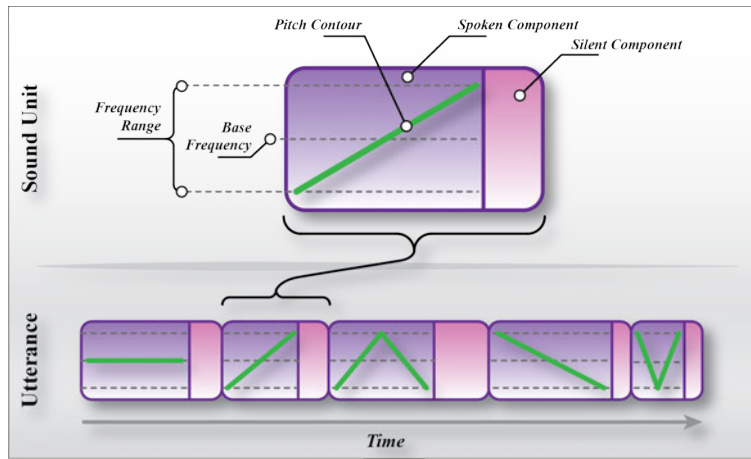 Pitch Contour
Spoken Component
Silent Component
Frequency
Range
Base
Frequency
Sound Unit
Utterance
Time